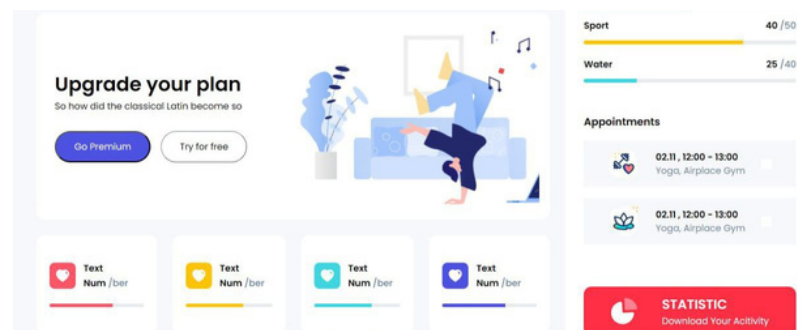 Upgrade your plan
So how did the classical Latin become so
Go Premium
Try for free
Text
Num /ber
Text
Num /ber
Text
Num /ber
Text
Num /ber
Sport 40 /50
Water 25 /40
Appointments
02.11 , 12:00 - 13:00
Yoga, Airplace Gym
02.11 , 12:00 - 13:00
Yoga, Airplace Gym
STATISTIC
Download Your Acitivity